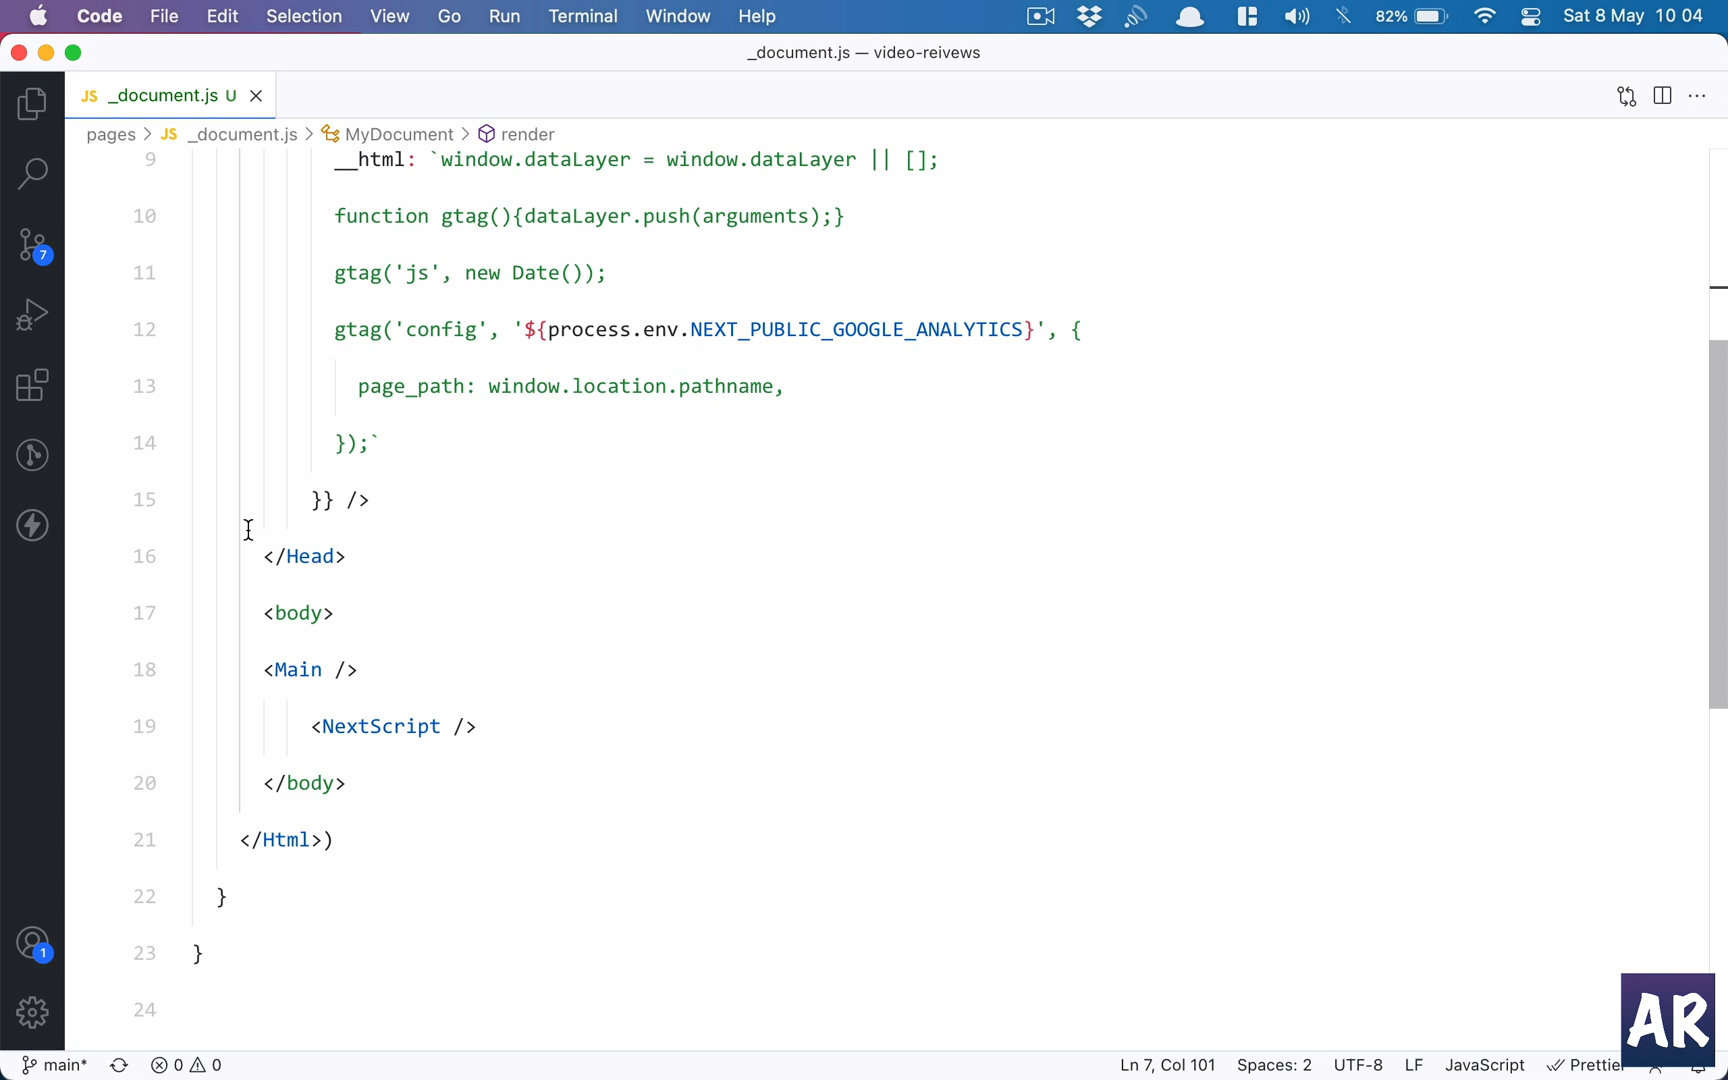 Code File Edit Selection View Go Run Terminal Window Help 82% Sat 8 May 10 04
_document.js — video-reivews
JS _document.js U
pages > JS _document.js > MyDocument > render
9 __html: `window.dataLayer = window.dataLayer || [];
10 function gtag(){dataLayer.push(arguments);}
11 gtag('js', new Date());
12 gtag('config', '${process.env.NEXT_PUBLIC_GOOGLE_ANALYTICS}', {
13 page_path: window.location.pathname,
14 });`
15 }} />
16 </Head>
17 <body>
18 <Main />
19 <NextScript />
20 </body>
21 </Html>)
22 }
23 }
24
7
1
AR
main* 0 0 Ln 7, Col 101 Spaces: 2 UTF-8 LF JavaScript Prettier